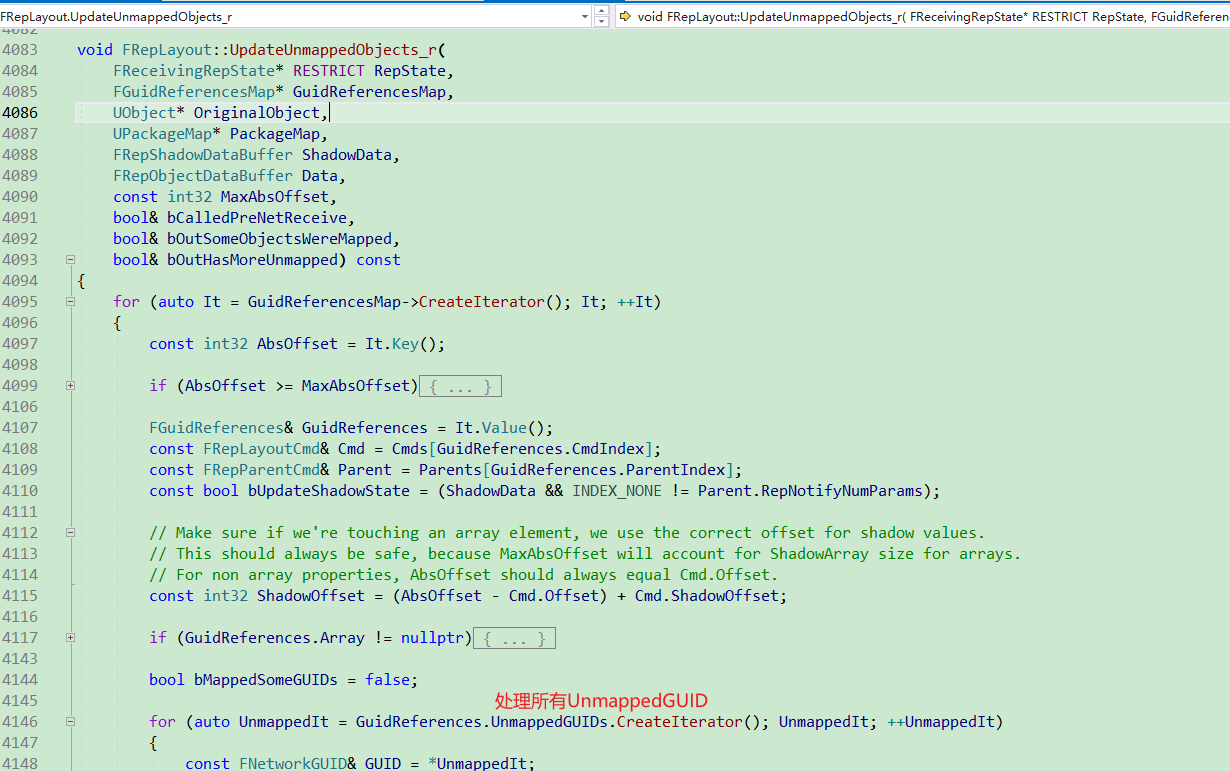 FRepLayout.UpdateUnmappedObjects_r void FRepLayout::UpdateUnmappedObjects_r( FReceivingRepState* RESTRICT RepState, FGuidReferen
4082
4083 void FRepLayout::UpdateUnmappedObjects_r(
4084 FReceivingRepState* RESTRICT RepState,
4085 FGuidReferencesMap* GuidReferencesMap,
4086 UObject* OriginalObject,
4087 UPackageMap* PackageMap,
4088 FRepShadowDataBuffer ShadowData,
4089 FRepObjectDataBuffer Data,
4090 const int32 MaxAbsOffset,
4091 bool& bCalledPreNetReceive,
4092 bool& bOutSomeObjectsWereMapped,
4093 bool& bOutHasMoreUnmapped) const
4094 {
4095 for (auto It = GuidReferencesMap->CreateIterator(); It; ++It)
4096 {
4097 const int32 AbsOffset = It.Key();
4098
4099 if (AbsOffset >= MaxAbsOffset){ ... }
4106
4107 FGuidReferences& GuidReferences = It.Value();
4108 const FRepLayoutCmd& Cmd = Cmds[GuidReferences.CmdIndex];
4109 const FRepParentCmd& Parent = Parents[GuidReferences.ParentIndex];
4110 const bool bUpdateShadowState = (ShadowData && INDEX_NONE != Parent.RepNotifyNumParams);
4111
4112 // Make sure if we're touching an array element, we use the correct offset for shadow values.
4113 // This should always be safe, because MaxAbsOffset will account for ShadowArray size for arrays.
4114 // For non array properties, AbsOffset should always equal Cmd.Offset.
4115 const int32 ShadowOffset = (AbsOffset - Cmd.Offset) + Cmd.ShadowOffset;
4116
4117 if (GuidReferences.Array != nullptr){ ... }
4143
4144 bool bMappedSomeGUIDs = false;
4145 处理所有UnmappedGUID
4146 for (auto UnmappedIt = GuidReferences.UnmappedGUIDs.CreateIterator(); UnmappedIt; ++UnmappedIt)
4147 {
4148 const FNetworkGUID& GUID = *UnmappedIt;